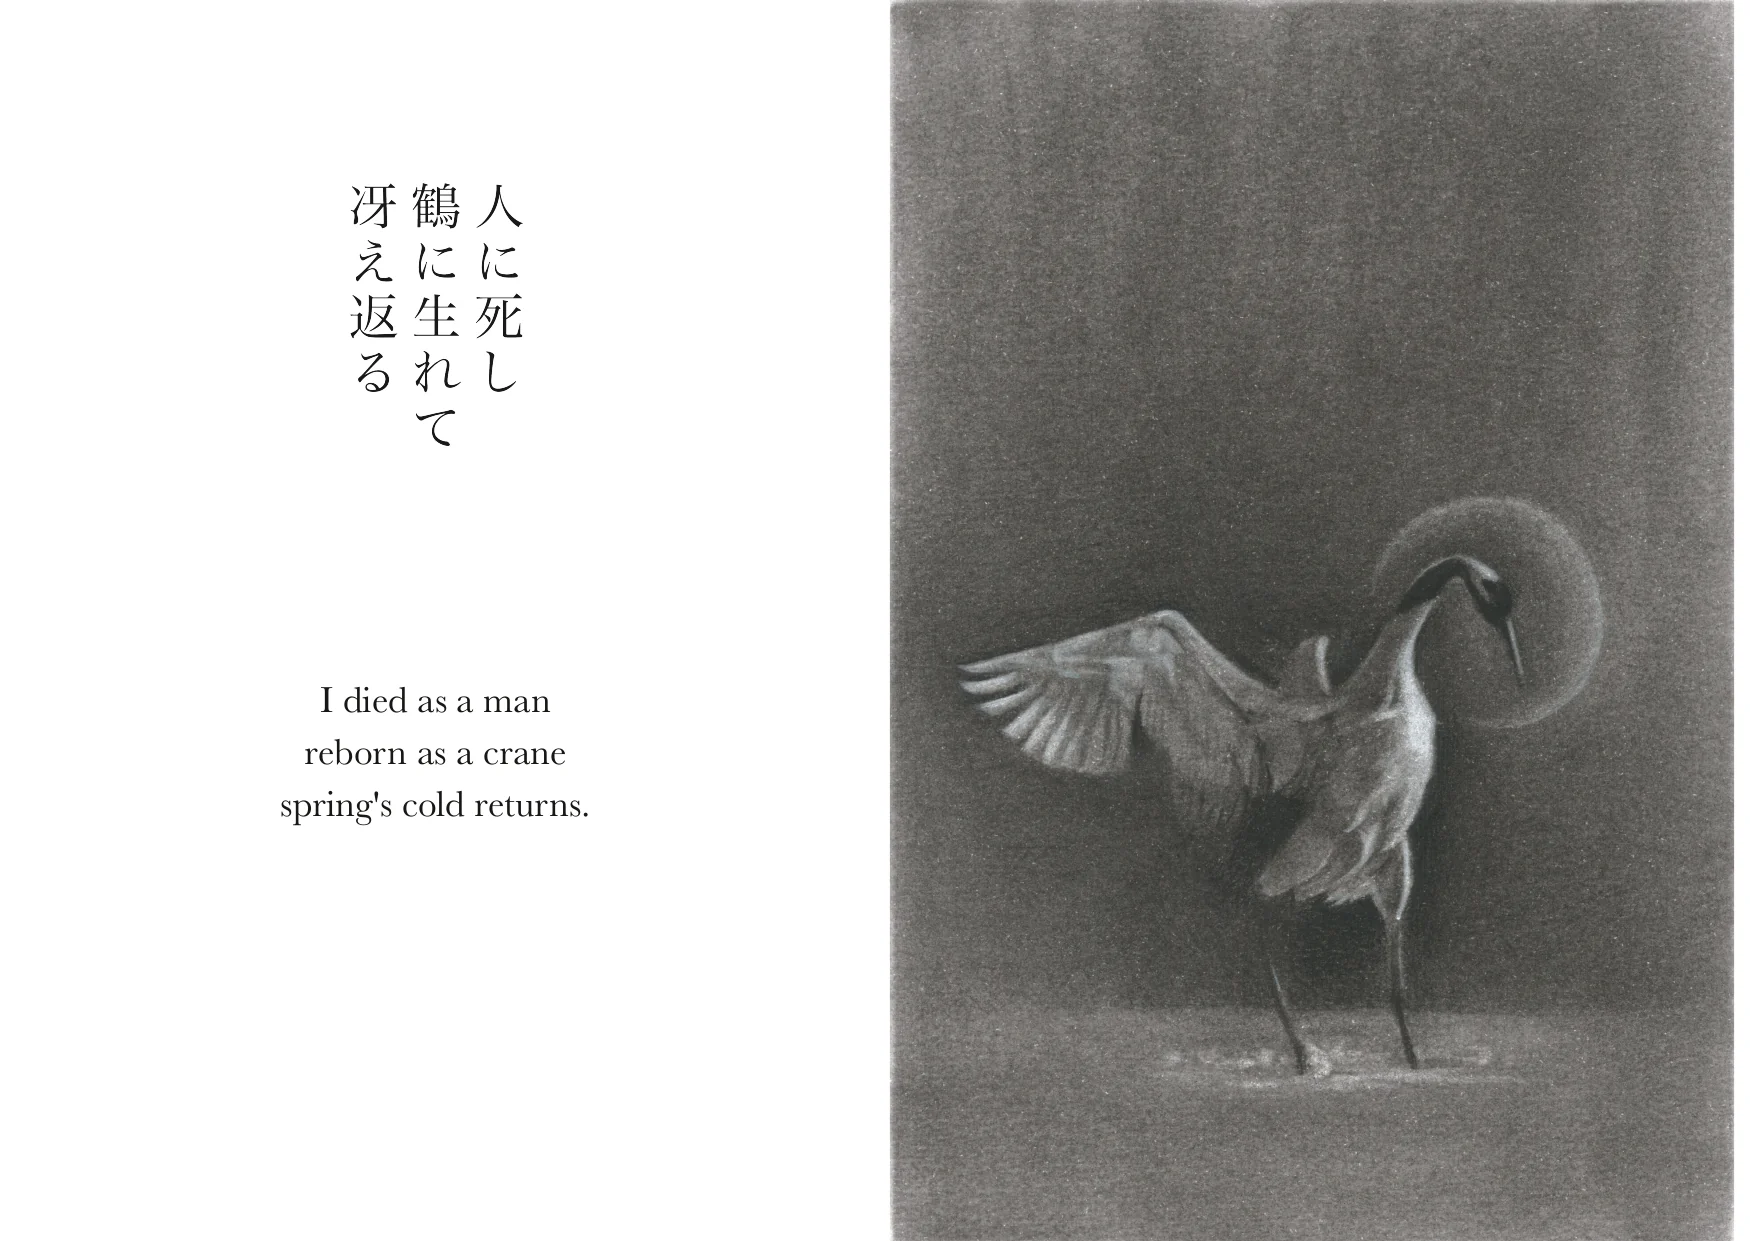 人に死し
鶴に生れて
冴え返る
I died as a man
reborn as a crane
spring's cold returns.